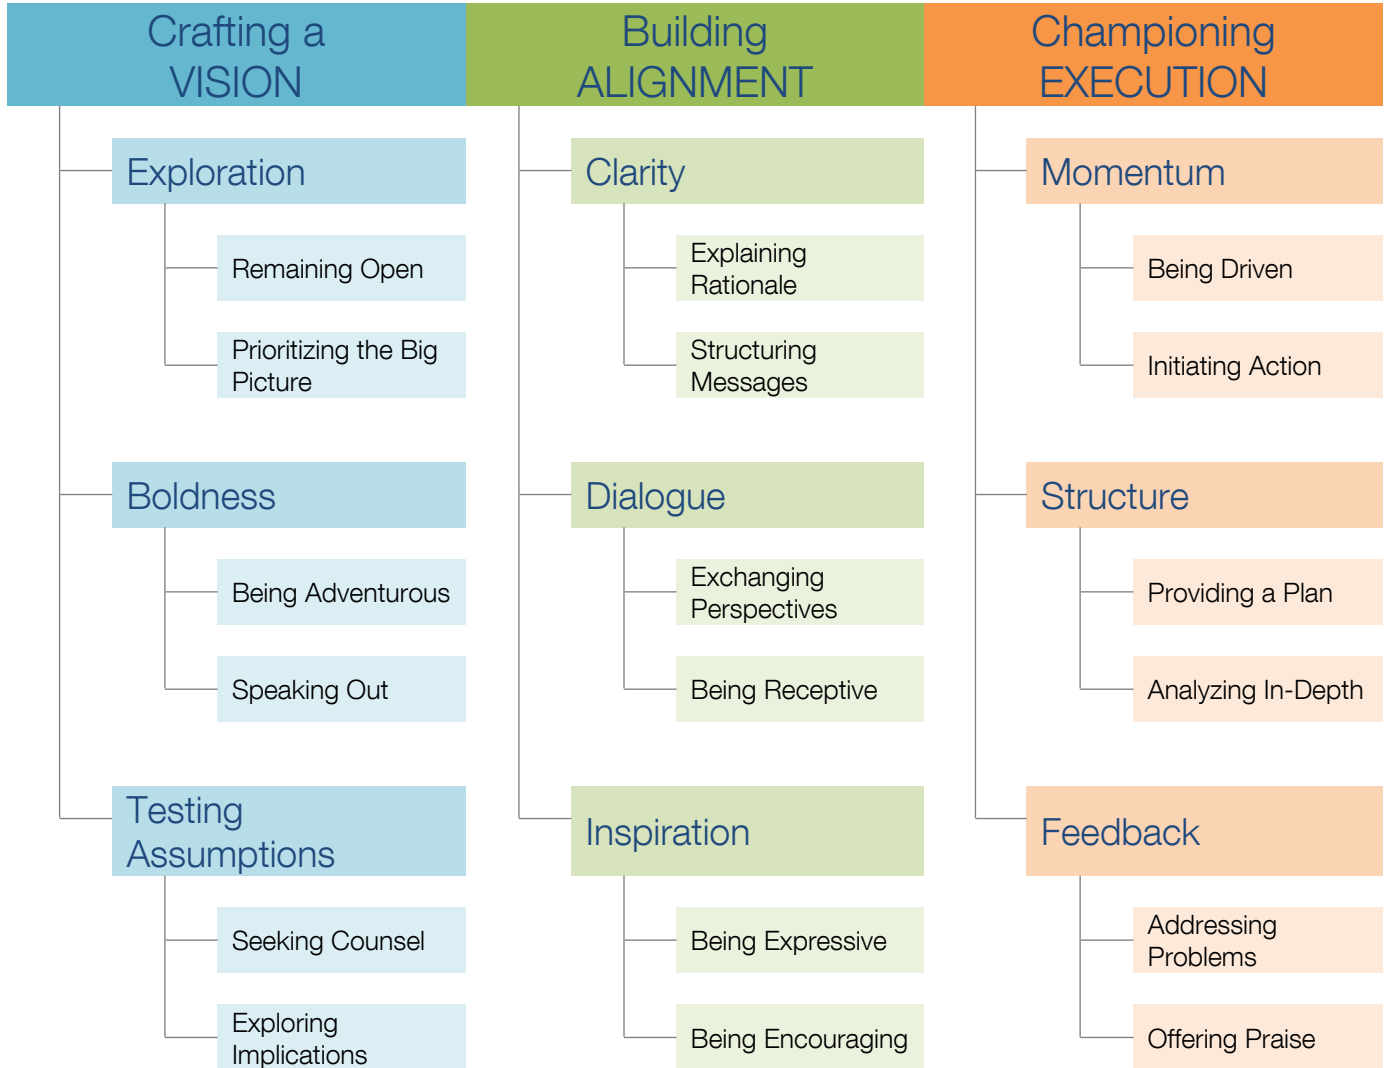 Crafting a
VISION
Exploration
Remaining Open
Prioritizing the Big
Picture
Boldness
Being Adventurous
Speaking Out
Testing
Assumptions
Seeking Counsel
Exploring
Implications
Building
ALIGNMENT
Clarity
Explaining
Rationale
Structuring
Messages
Dialogue
Exchanging
Perspectives
Being Receptive
Inspiration
Being Expressive
Being Encouraging
Championing
EXECUTION
Momentum
Being Driven
Initiating Action
Structure
Providing a Plan
Analyzing In-Depth
Feedback
Addressing
Problems
Offering Praise